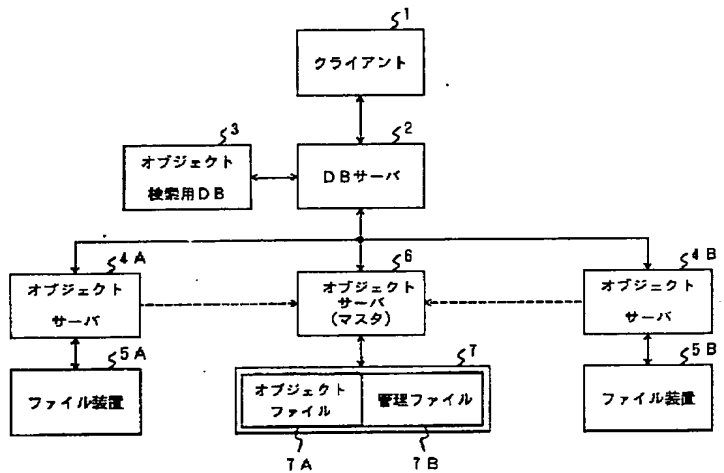 1
クライアント
3
2
オブジェクト
検索用DB
DBサーバ
4A
6
4B
オブジェクト
サーバ
オブジェクト
サーバ
(マスタ)
オブジェクト
サーバ
5A
7
5B
ファイル装置
オブジェクト
ファイル
管理ファイル
ファイル装置
7A
7B